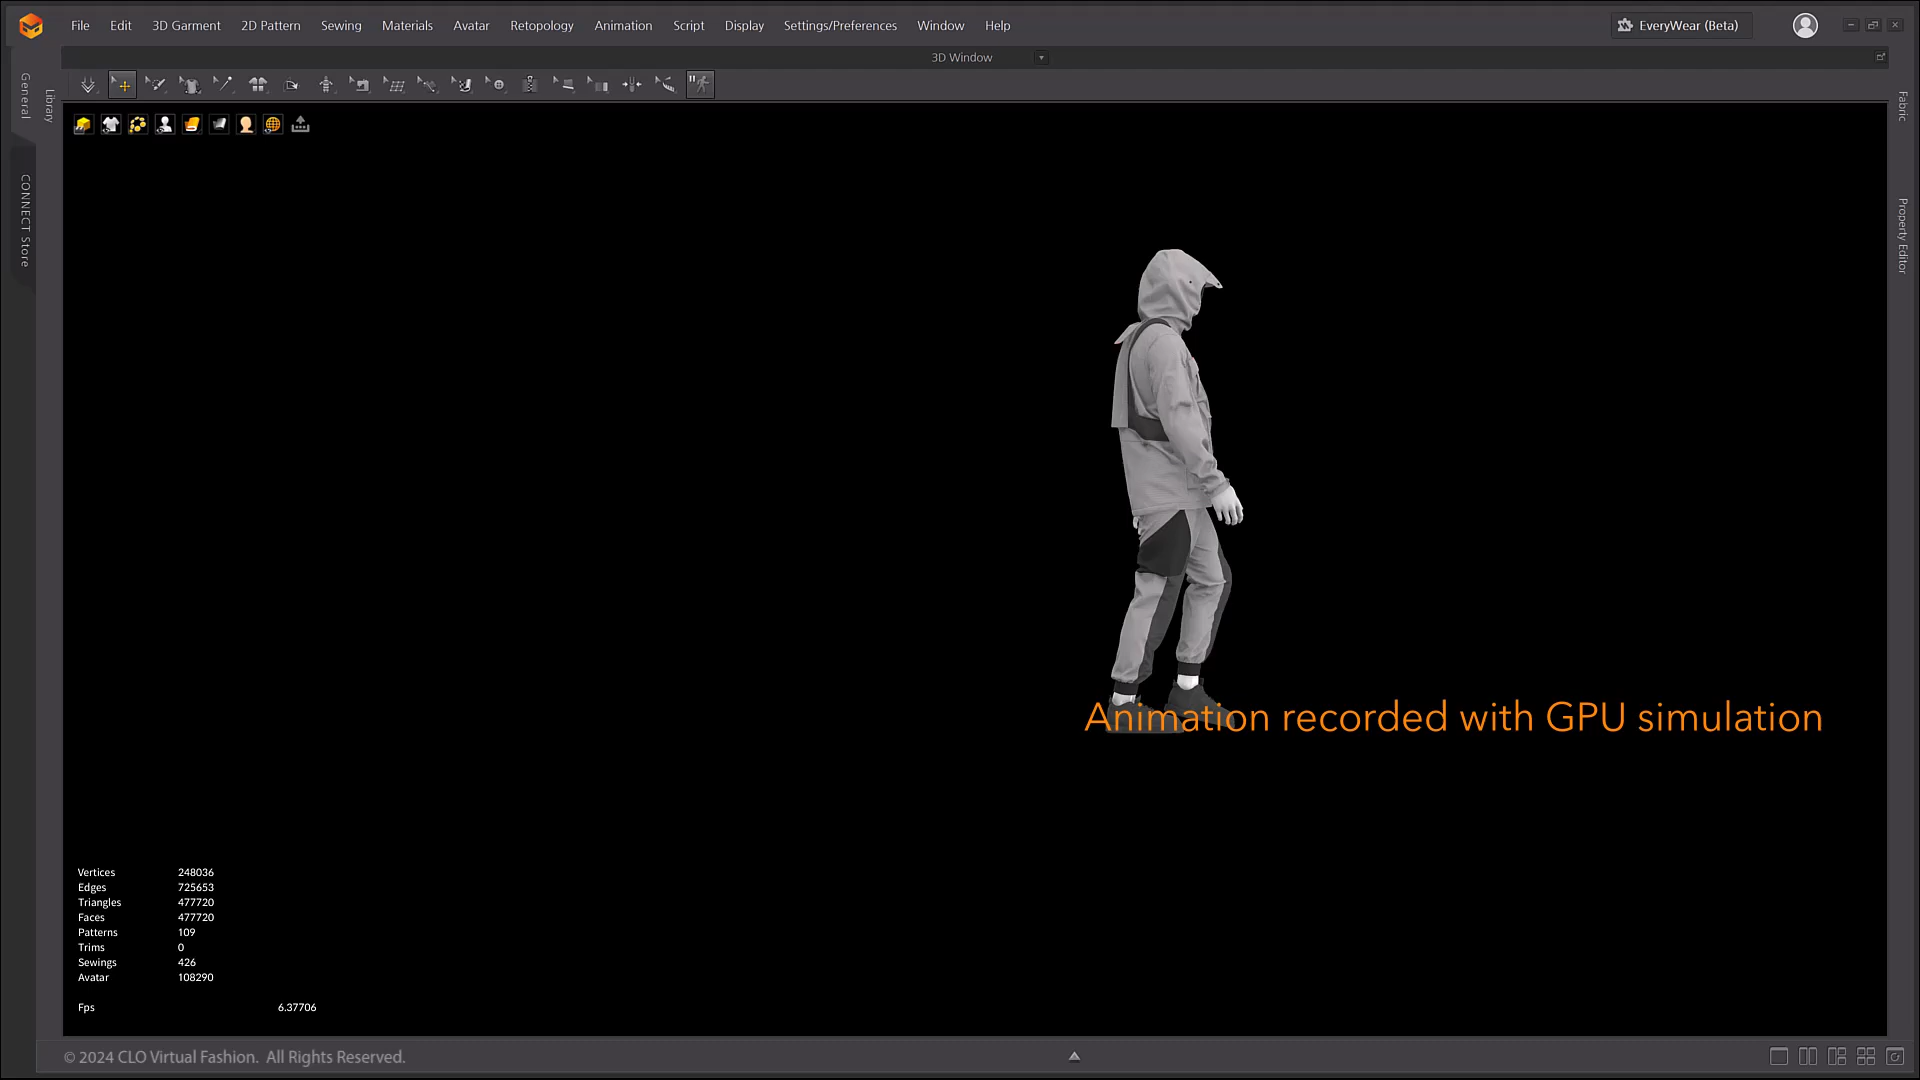 File Edit 3D Garment 2D Pattern Sewing Materials Avatar Retopology Animation Script Display Settings/Preferences Window Help EveryWear (Beta)
3D Window
General
Library
CONNECT Store
Fabric
Property Editor
Animation recorded with GPU simulation
Vertices 248036
Edges 725653
Triangles 477720
Faces 477720
Patterns 109
Trims 0
Sewings 426
Avatar 108290
Fps 6.37706
© 2024 CLO Virtual Fashion. All Rights Reserved.